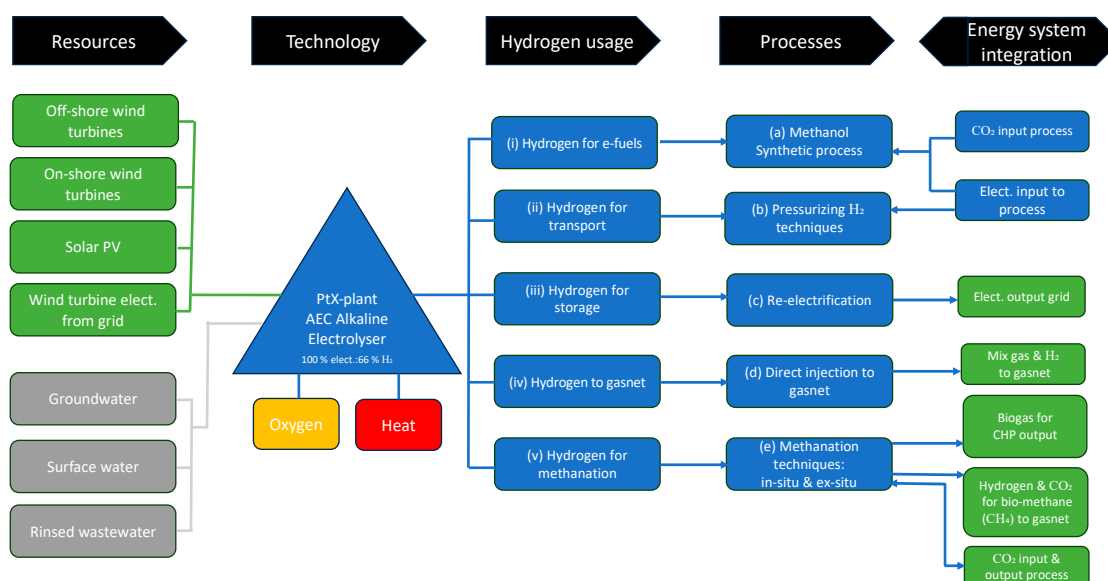 Resources
Technology
Hydrogen usage
Processes
Energy system
integration
Off-shore wind
turbines
On-shore wind
turbines
Solar PV
Wind turbine elect.
from grid
Groundwater
Surface water
Rinsed wastewater
PtX-plant
AEC Alkaline
Electrolyser
100 % elect.:66 % H₂
Oxygen
Heat
(i) Hydrogen for e-fuels
(ii) Hydrogen for
transport
(iii) Hydrogen for
storage
(iv) Hydrogen to gasnet
(v) Hydrogen for
methanation
(a) Methanol
Synthetic process
(b) Pressurizing H₂
techniques
(c) Re-electrification
(d) Direct injection to
gasnet
(e) Methanation
techniques:
in-situ & ex-situ
CO₂ input process
Elect. input to
process
Elect. output grid
Mix gas & H₂
to gasnet
Biogas for
CHP output
Hydrogen & CO₂
for bio-methane
(CH₄) to gasnet
CO₂ input &
output process